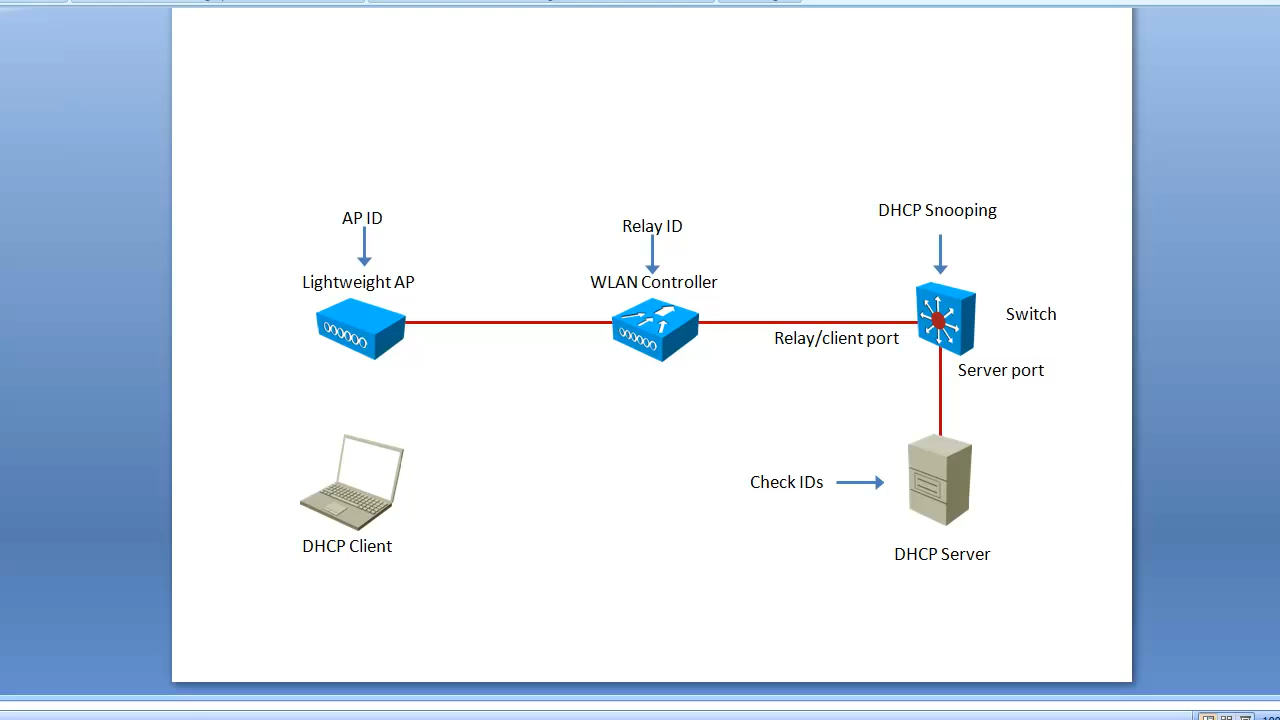 AP ID
Relay ID
DHCP Snooping
Lightweight AP
WLAN Controller
Switch
Relay/client port
Server port
Check IDs
DHCP Client
DHCP Server